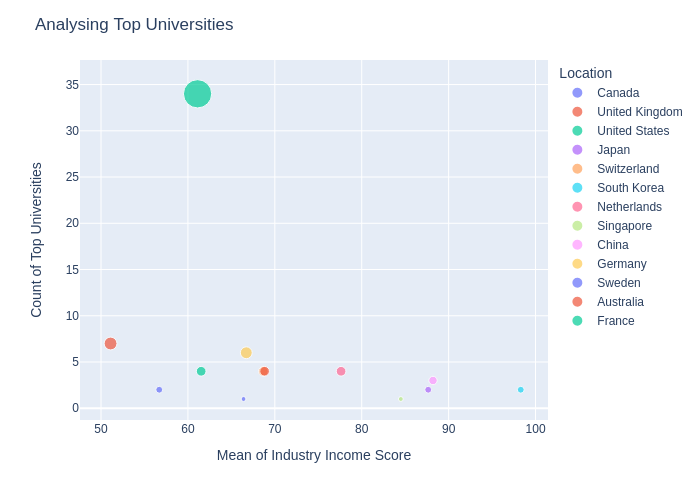 Analysing Top Universities
Location
Canada
United Kingdom
United States
Japan
Switzerland
South Korea
Netherlands
Singapore
China
Germany
Sweden
Australia
France
Count of Top Universities
35
30
25
20
15
10
5
0
50 60 70 80 90 100
Mean of Industry Income Score